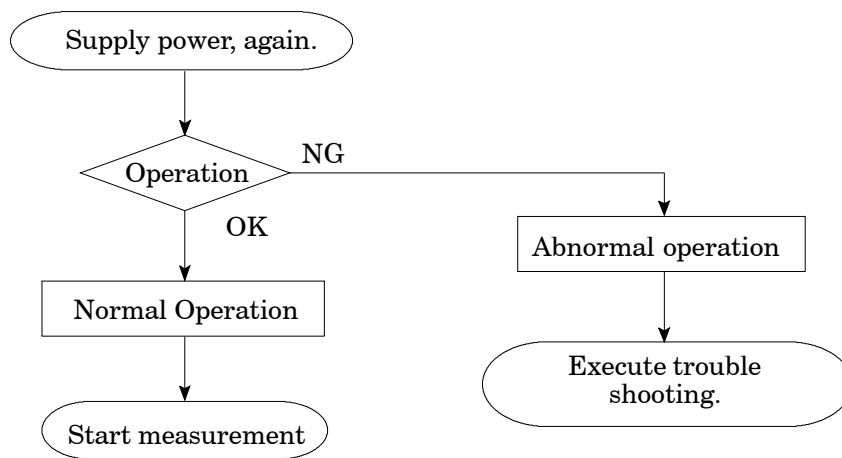 Supply power, again.
Operation
NG
OK
Abnormal operation
Normal Operation
Execute trouble
shooting.
Start measurement